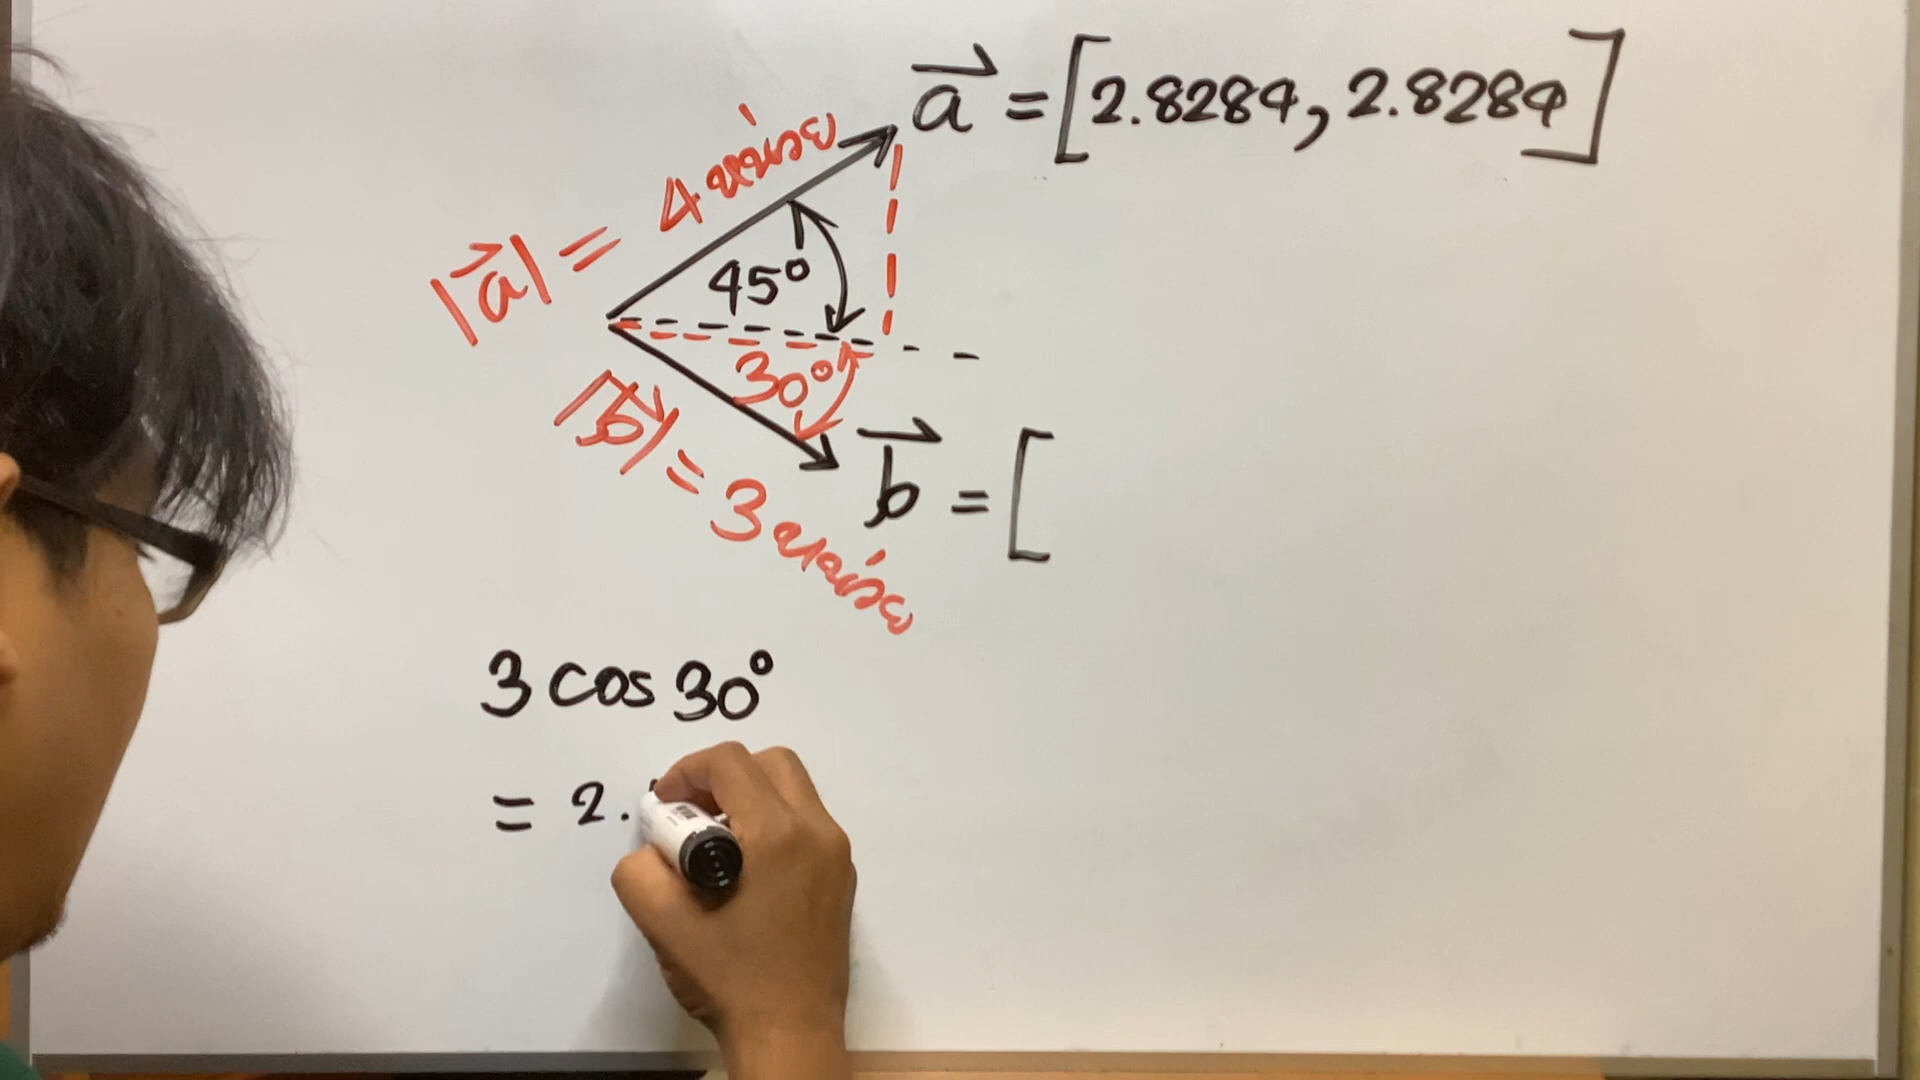 a = [2.8284, 2.8284]
|a| = 4 หน่วย
45°
30°
|b| = 3 หน่วย
b = [
3 cos 30°
= 2.